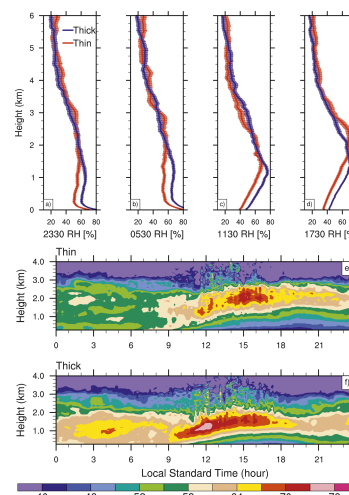 6
5
4
3
2
1
0
Height (km)
Thick
Thin
a)
b)
c)
d)
20 40 60 80
20 40 60 80
20 40 60 80
20 40 60
2330 RH [%]
0530 RH [%]
1130 RH [%]
1730 RH [%]
Thin
4.0
3.0
2.0
1.0
Height (km)
e
0 3 6 9 12 15 18 21
Thick
4.0
3.0
2.0
1.0
Height (km)
f)
0 3 6 9 12 15 18 21
Local Standard Time (hour)